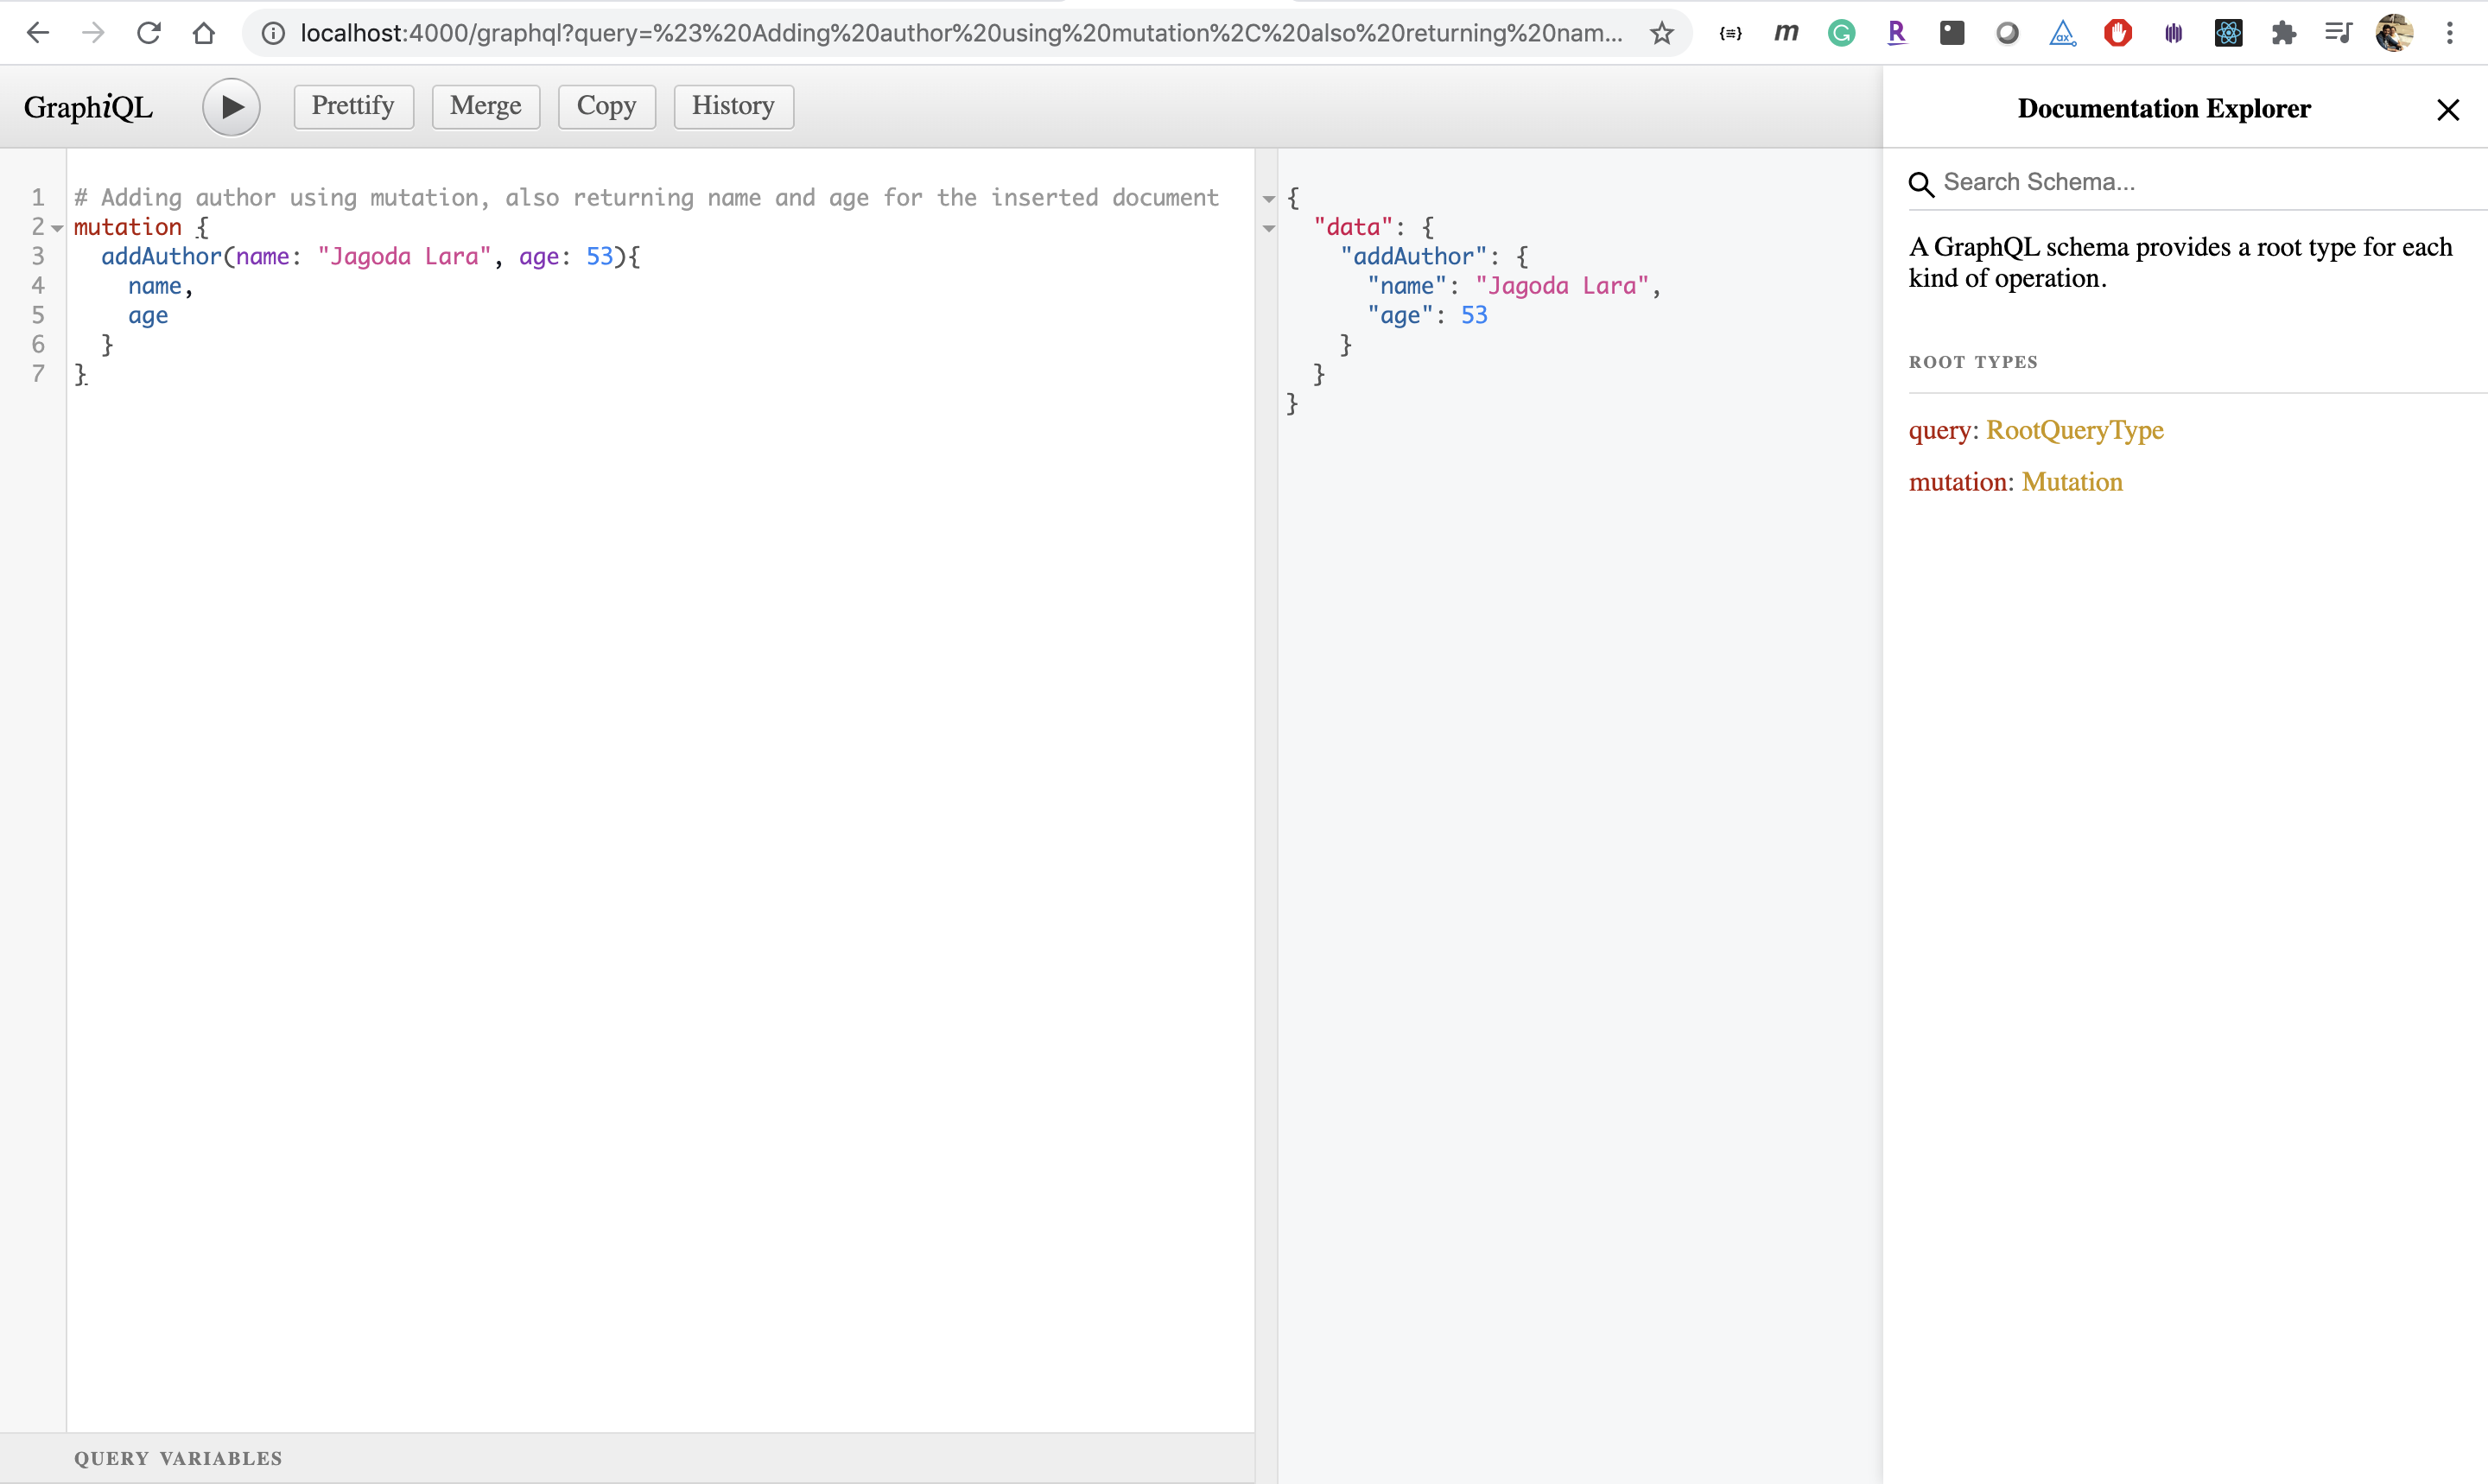 localhost:4000/graphql?query=%23%20Adding%20author%20using%20mutation%2C%20also%20returning%20nam...
GraphiQL
Prettify
Merge
Copy
History
1 # Adding author using mutation, also returning name and age for the inserted document
2 mutation {
3 addAuthor(name: "Jagoda Lara", age: 53){
4 name,
5 age
6 }
7 }
QUERY VARIABLES
{
"data": {
"addAuthor": {
"name": "Jagoda Lara",
"age": 53
}
}
}
Documentation Explorer
Search Schema...
A GraphQL schema provides a root type for each
kind of operation.
ROOT TYPES
query: RootQueryType
mutation: Mutation